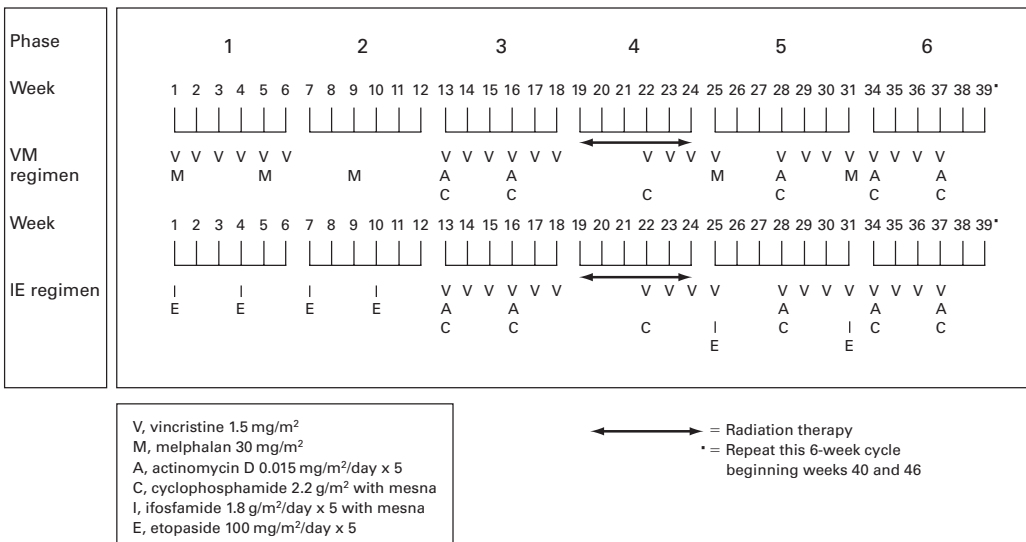 Phase 1 2 3 4 5 6
Week 1 2 3 4 5 6 7 8 9 10 11 12 13 14 15 16 17 18 19 20 21 22 23 24 25 26 27 28 29 30 31 34 35 36 37 38 39▪
VM V V V V V V V V V V V V V V V V V V V V V V V V
regimen M M M A A M A M A A
C C C C C C
Week 1 2 3 4 5 6 7 8 9 10 11 12 13 14 15 16 17 18 19 20 21 22 23 24 25 26 27 28 29 30 31 34 35 36 37 38 39▪
IE regimen I I I I V V V V V V V V V V V V V V V V V V
E E E E A A A A A
C C C C I C I C C
E E
V, vincristine 1.5 mg/m²
M, melphalan 30 mg/m²
A, actinomycin D 0.015 mg/m²/day x 5
C, cyclophosphamide 2.2 g/m² with mesna
I, ifosfamide 1.8 g/m²/day x 5 with mesna
E, etopaside 100 mg/m²/day x 5
= Radiation therapy
▪ = Repeat this 6-week cycle
beginning weeks 40 and 46